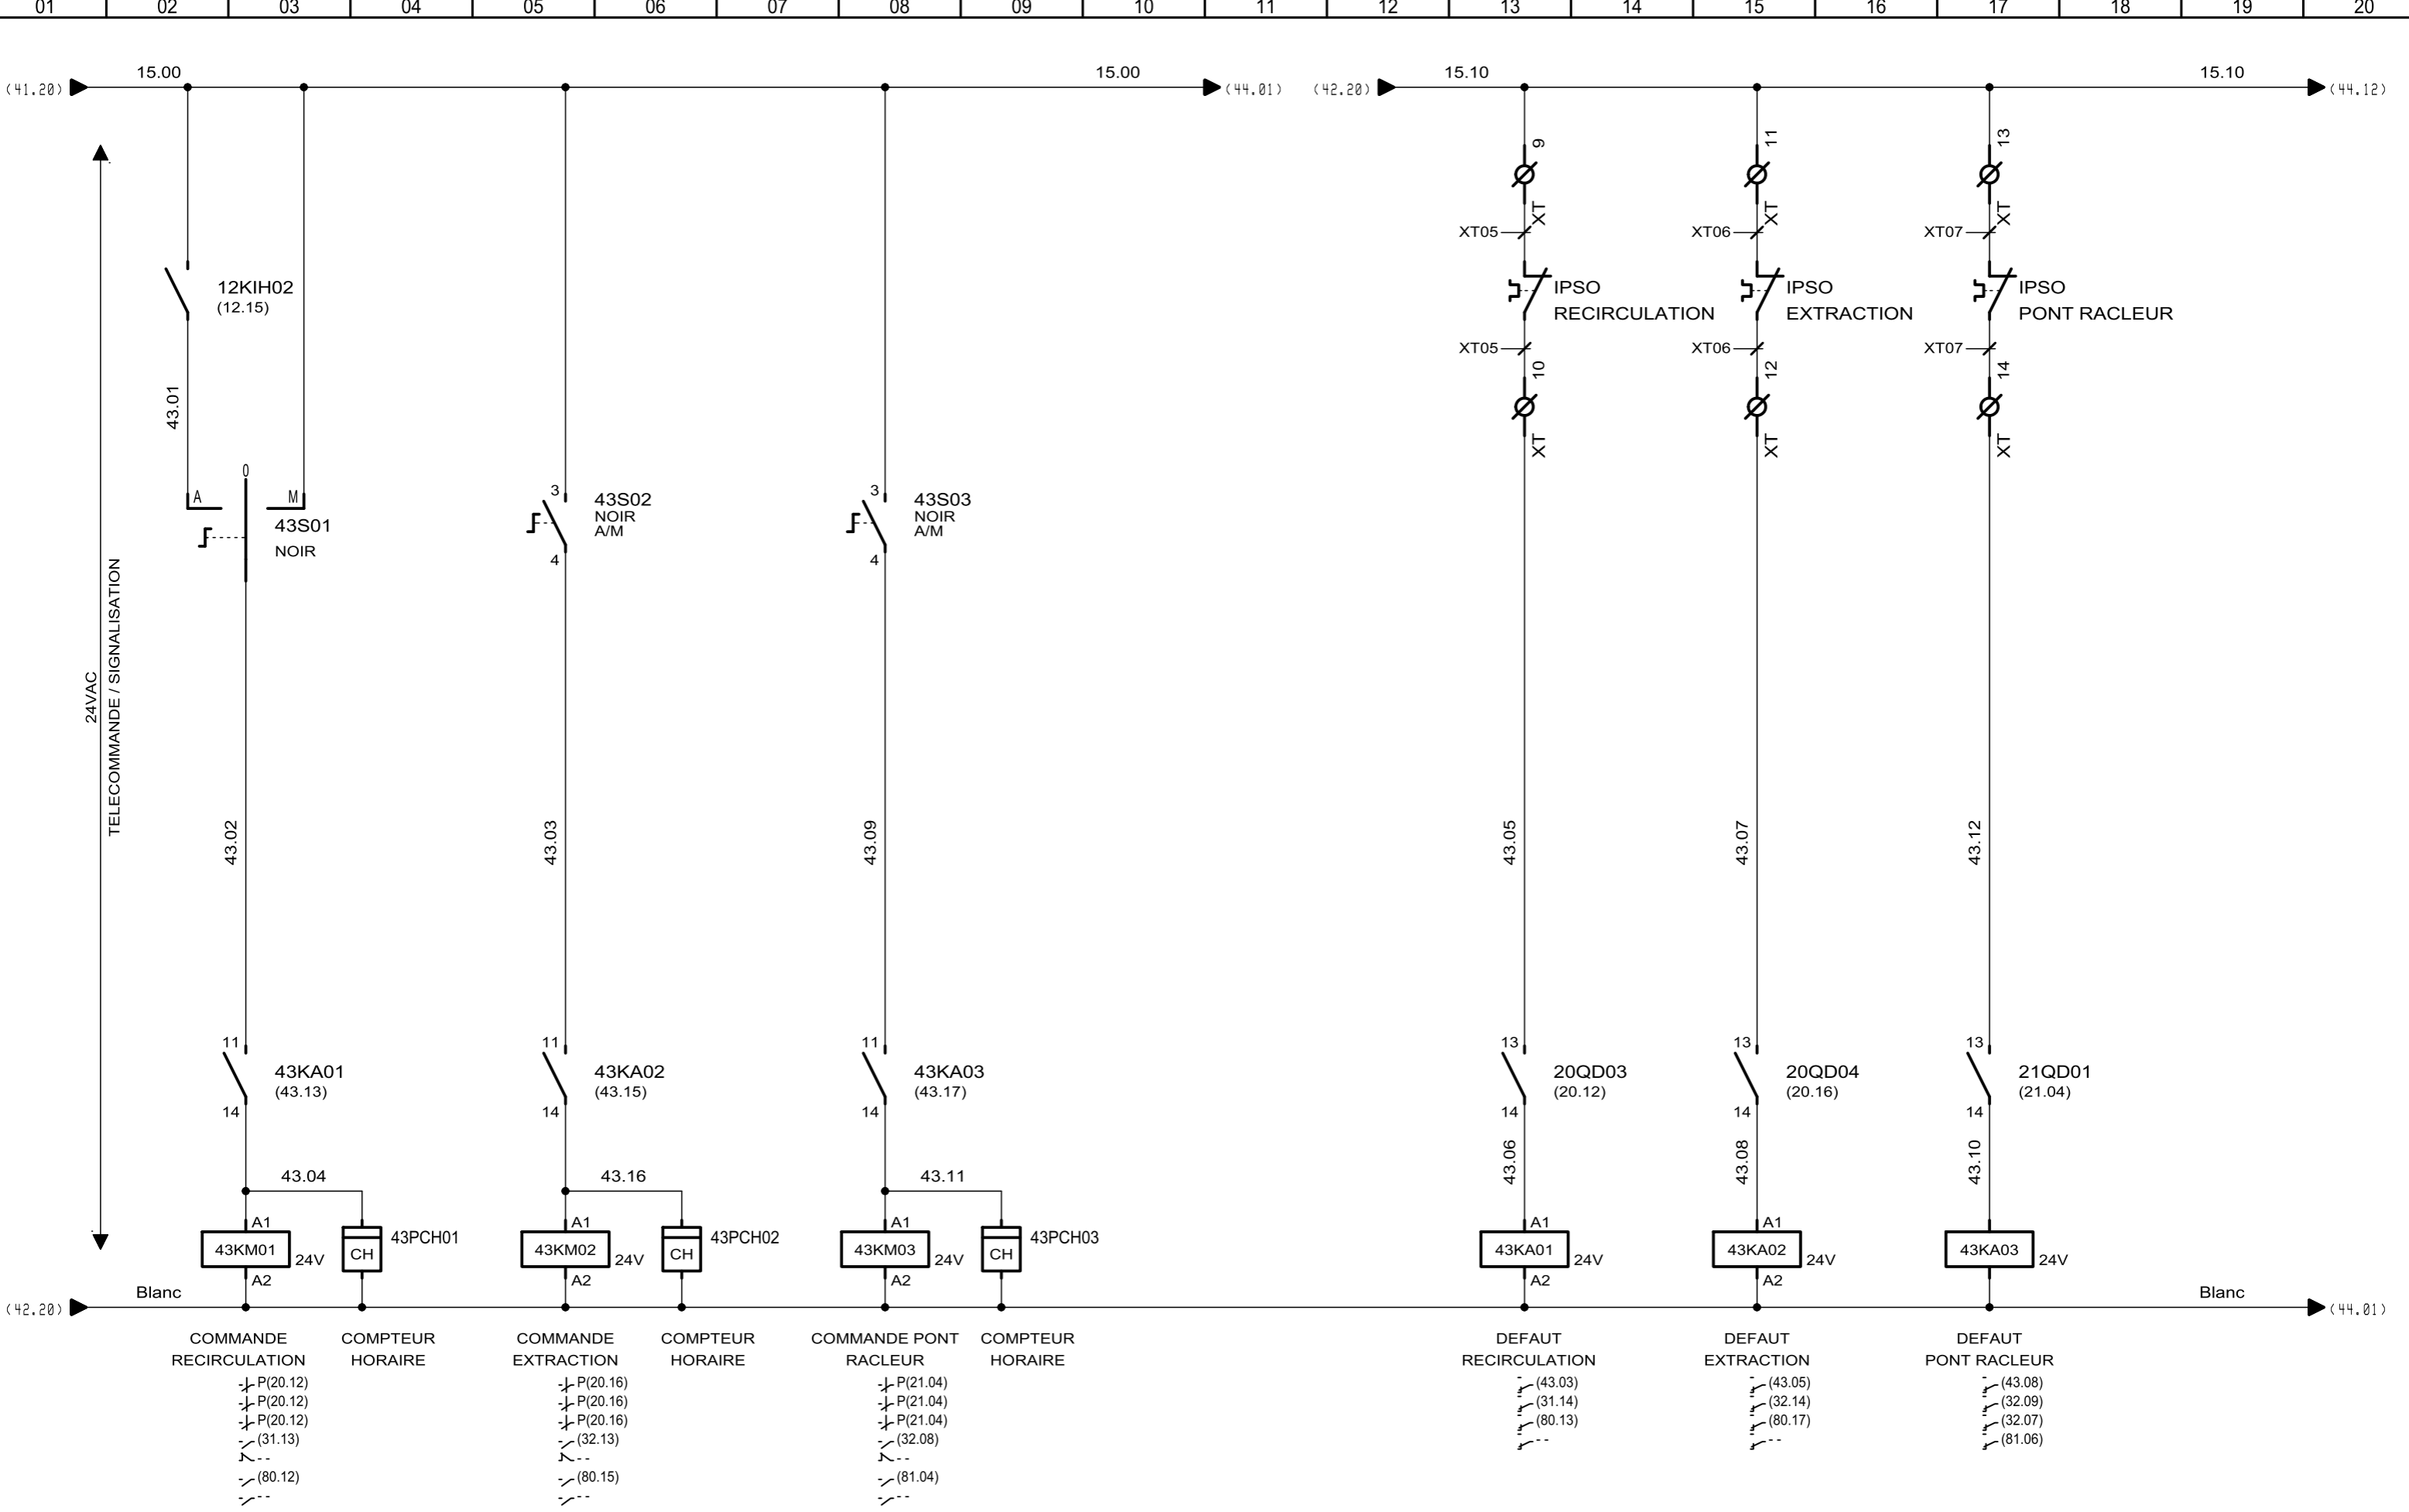 01 02 03 04 05 06 07 08 09 10 11 12 13 14 15 16 17 18 19 20
15.00 15.00 15.10 15.10
(41.20) (44.01) (42.20) (44.12)
9 11 13
XT XT XT
XT05 XT06 XT07
12KIH02 IPSO IPSO IPSO
(12.15) RECIRCULATION EXTRACTION PONT RACLEUR
XT05 XT06 XT07
10 12 14
43.01
XT XT XT
0
A M 3 43S02 3 43S03
43S01 NOIR NOIR
A/M A/M
NOIR
4 4
24VAC
TELECOMMANDE / SIGNALISATION
43.02 43.03 43.09 43.05 43.07 43.12
11 11 11 13 13 13
43KA01 43KA02 43KA03 20QD03 20QD04 21QD01
(43.13) (43.15) (43.17) (20.12) (20.16) (21.04)
14 14 14 14 14 14
43.06 43.08 43.10
43.04 43.16 43.11
A1 A1 A1 A1 A1
43PCH01 43PCH02 43PCH03
43KM01 24V CH 43KM02 24V CH 43KM03 24V CH 43KA01 24V 43KA02 24V 43KA03 24V
A2 A2 A2 A2 A2
Blanc Blanc
(42.20) (44.01)
COMMANDE COMPTEUR COMMANDE COMPTEUR COMMANDE PONT COMPTEUR DEFAUT DEFAUT DEFAUT
RECIRCULATION HORAIRE EXTRACTION HORAIRE RACLEUR HORAIRE RECIRCULATION EXTRACTION PONT RACLEUR
P(20.12) P(20.16) P(21.04) (43.03) (43.05) (43.08)
P(20.12) P(20.16) P(21.04) (31.14) (32.14) (32.09)
P(20.12) P(20.16) P(21.04) (80.13) (80.17) (32.07)
(31.13) (32.13) (32.08) -- -- (81.06)
-- -- --
(80.12) (80.15) (81.04)
-- -- --